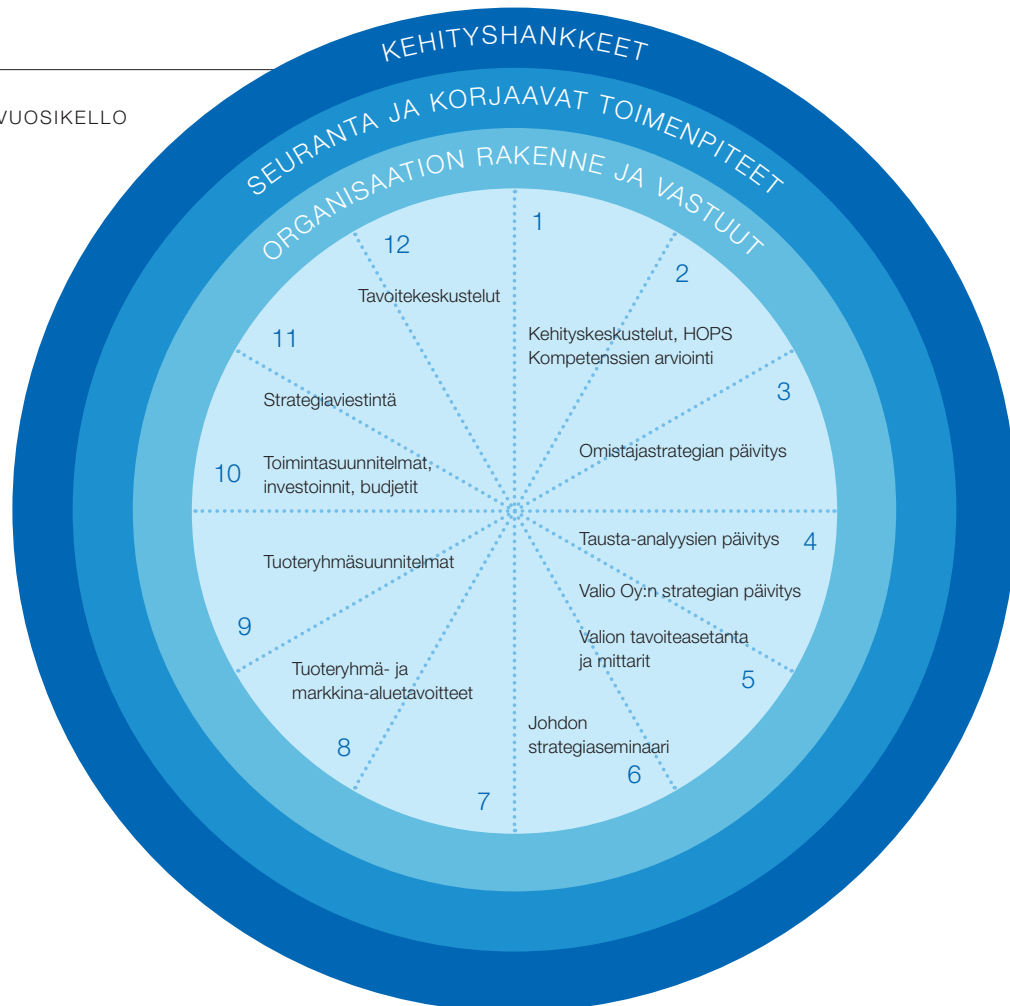 KEHITYSHANKKEET
VUOSIKELLO
SEURANTA JA KORJAAVAT TOIMENPITEET
ORGANISAATION RAKENNE JA VASTUUT
1
2
Kehityskeskustelut, HOPS
Kompetenssien arviointi
3
Omistajastrategian päivitys
Tausta-analyysien päivitys
4
Valio Oy:n strategian päivitys
Valion tavoiteasetanta
ja mittarit
5
Johdon
strategiaseminaari
6
7
8
Tuoteryhmä- ja
markkina-aluetavoitteet
9
Tuoteryhmäsuunnitelmat
10
Toimintasuunnitelmat,
investoinnit, budjetit
Strategiaviestintä
11
Tavoitekeskustelut
12